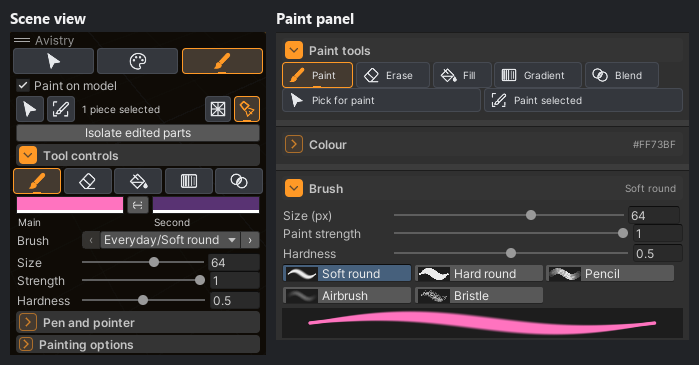 Scene view
Avistry
Paint on model
1 piece selected
Isolate edited parts
Tool controls
Main
Second
Brush
Everyday/Soft round
Size
64
Strength
1
Hardness
0.5
Pen and pointer
Painting options
Paint panel
Paint tools
Paint
Erase
Fill
Gradient
Blend
Pick for paint
Paint selected
Colour
#FF73BF
Brush
Soft round
Size (px)
64
Paint strength
1
Hardness
0.5
Soft round
Hard round
Pencil
Airbrush
Bristle